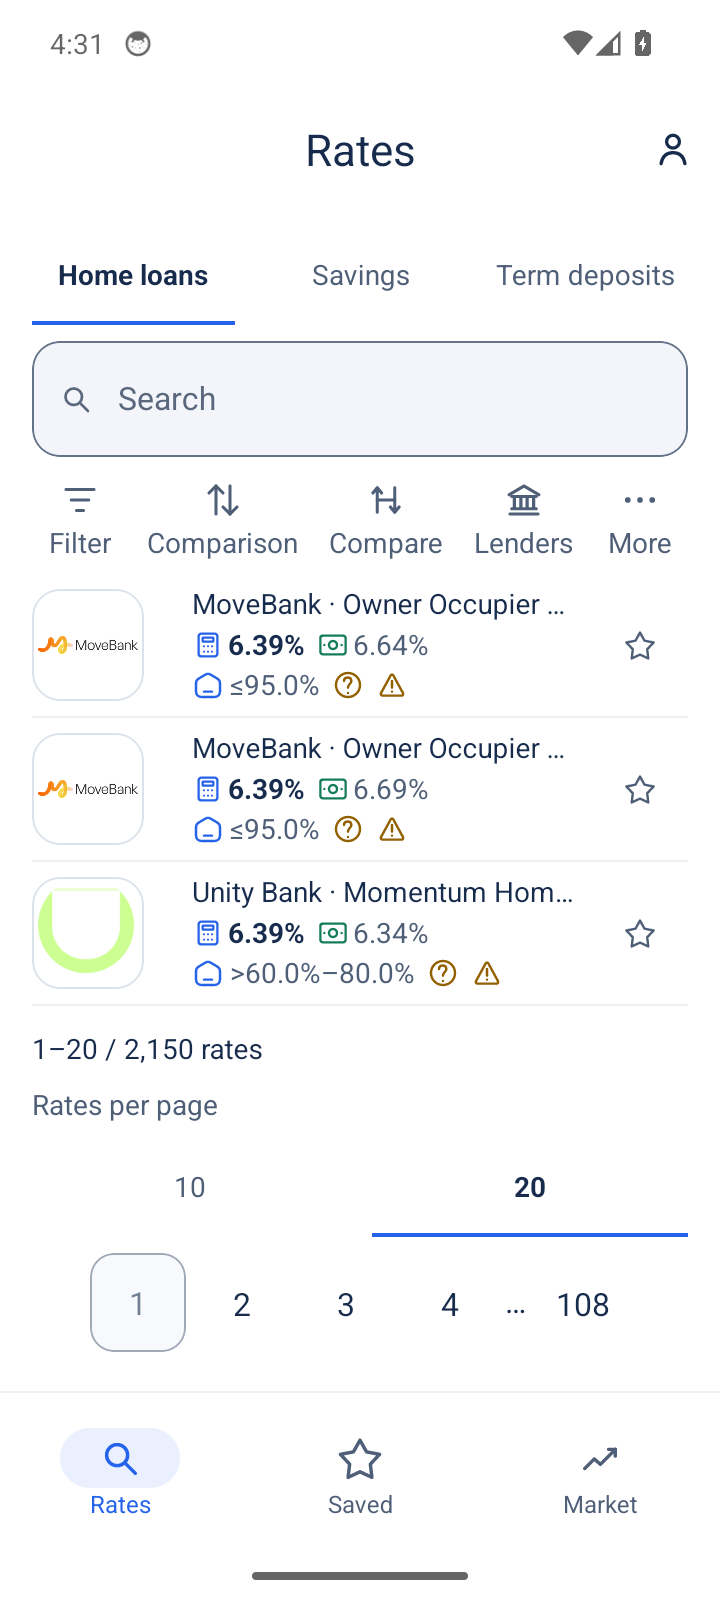 4:31
Rates
Home loans Savings Term deposits
Search
Filter Comparison Compare Lenders More
MoveBank · Owner Occupier ...
MoveBank 6.39% 6.64%
≤95.0%
MoveBank · Owner Occupier ...
MoveBank 6.39% 6.69%
≤95.0%
Unity Bank · Momentum Hom...
6.39% 6.34%
>60.0%–80.0%
1–20 / 2,150 rates
Rates per page
10 20
1 2 3 4 ... 108
Rates Saved Market